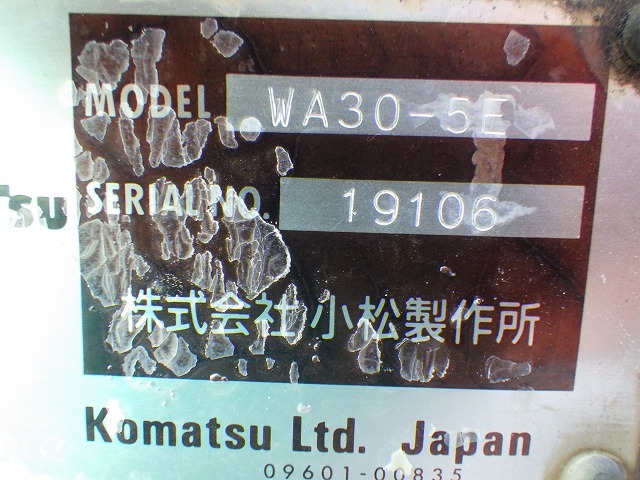 MODEL WA30-5E
tsu
SERIAL NO. 19106
株式会社 小松製作所
Komatsu Ltd. Japan
09601-00835